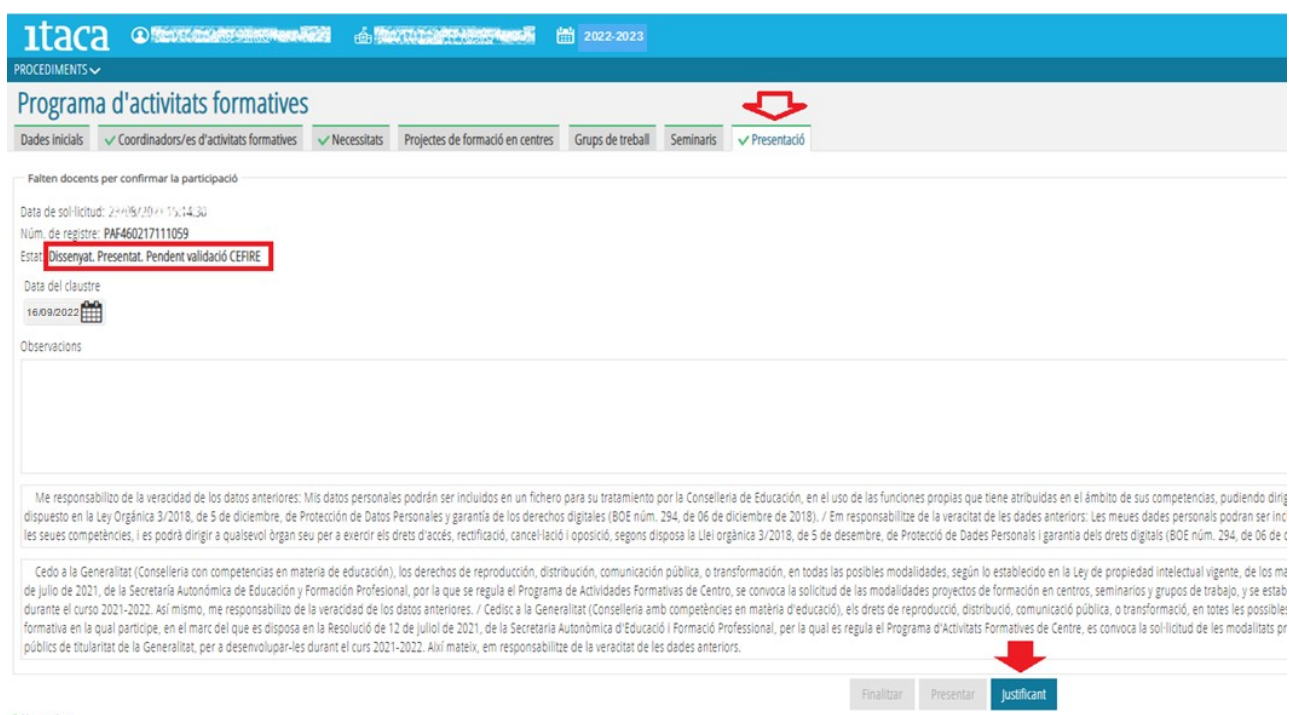 itaca
2022-2023
PROCEDIMENTS
Programa d'activitats formatives
Dades inicials Coordinadors/es d'activitats formatives Necessitats Projectes de formació en centres Grups de treball Seminaris Presentació
Falten docents per confirmar la participació
Data de sol·licitud:
Núm. de registre: PAF460217111059
Estat: Dissenyat. Presentat. Pendent validació CEFIRE
Data del claustre
16/09/2022
Observacions
Me responsabilizo de la veracidad de los datos anteriores: Mis datos personales podrán ser incluidos en un fichero para su tratamiento por la Conselleria de Educación, en el uso de las funciones propias que tiene atribuidas en el ámbito de sus competencias, pudiendo dirig
dispuesto en la Ley Orgánica 3/2018, de 5 de diciembre, de Protección de Datos Personales y garantía de los derechos digitales (BOE núm. 294, de 06 de diciembre de 2018). / Em responsabilitze de la veracitat de les dades anteriors: Les meues dades personals podran ser incl
les seues competències, i es podrà dirigir a qualsevol òrgan seu per a exercir els drets d'accés, rectificació, cancel·lació i oposició, segons disposa la Llei orgànica 3/2018, de 5 de desembre, de Protecció de Dades Personals i garantia dels drets digitals (BOE núm. 294, de 06 de d
Cedo a la Generalitat (Conselleria con competencias en materia de educación), los derechos de reproducción, distribución, comunicación pública, o transformación, en todas las posibles modalidades, según lo establecido en la Ley de propiedad intelectual vigente, de los ma
de julio de 2021, de la Secretaría Autonómica de Educación y Formación Profesional, por la que se regula el Programa de Actividades Formativas de Centro, se convoca la solicitud de las modalidades proyectos de formación en centros, seminarios y grupos de trabajo, y se estab
durante el curso 2021-2022. Así mismo, me responsabilizo de la veracidad de los datos anteriores. / Cedisc a la Generalitat (Conselleria amb competències en matèria d'educació), els drets de reproducció, distribució, comunicació pública, o transformació, en totes les possibles
formativa en la qual participe, en el marc del que es disposa en la Resolució de 12 de juliol de 2021, de la Secretaria Autonòmica d'Educació i Formació Professional, per la qual es regula el Programa d'Activitats Formatives de Centre, es convoca la sol·licitud de les modalitats pr
públics de titularitat de la Generalitat, per a desenvolupar-les durant el curs 2021-2022. Així mateix, em responsabilitze de la veracitat de les dades anteriors.
Finalitzar Presentar Justificant